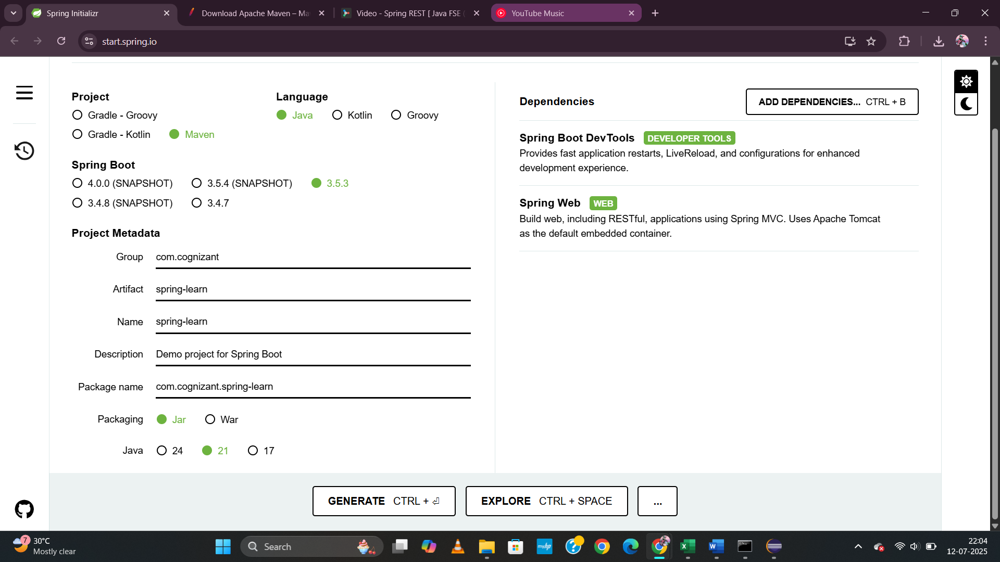 Spring Initializr
Download Apache Maven – Ma
Video - Spring REST [ Java FSE (
YouTube Music
start.spring.io
Project
Gradle - Groovy
Gradle - Kotlin
Maven
Language
Java
Kotlin
Groovy
Spring Boot
4.0.0 (SNAPSHOT)
3.5.4 (SNAPSHOT)
3.5.3
3.4.8 (SNAPSHOT)
3.4.7
Project Metadata
Group com.cognizant
Artifact spring-learn
Name spring-learn
Description Demo project for Spring Boot
Package name com.cognizant.spring-learn
Packaging Jar War
Java 24 21 17
Dependencies
ADD DEPENDENCIES... CTRL + B
Spring Boot DevTools DEVELOPER TOOLS
Provides fast application restarts, LiveReload, and configurations for enhanced
development experience.
Spring Web WEB
Build web, including RESTful, applications using Spring MVC. Uses Apache Tomcat
as the default embedded container.
GENERATE CTRL + ⏎
EXPLORE CTRL + SPACE
...
7
30°C
Mostly clear
Search
myhp
22:04
12-07-2025